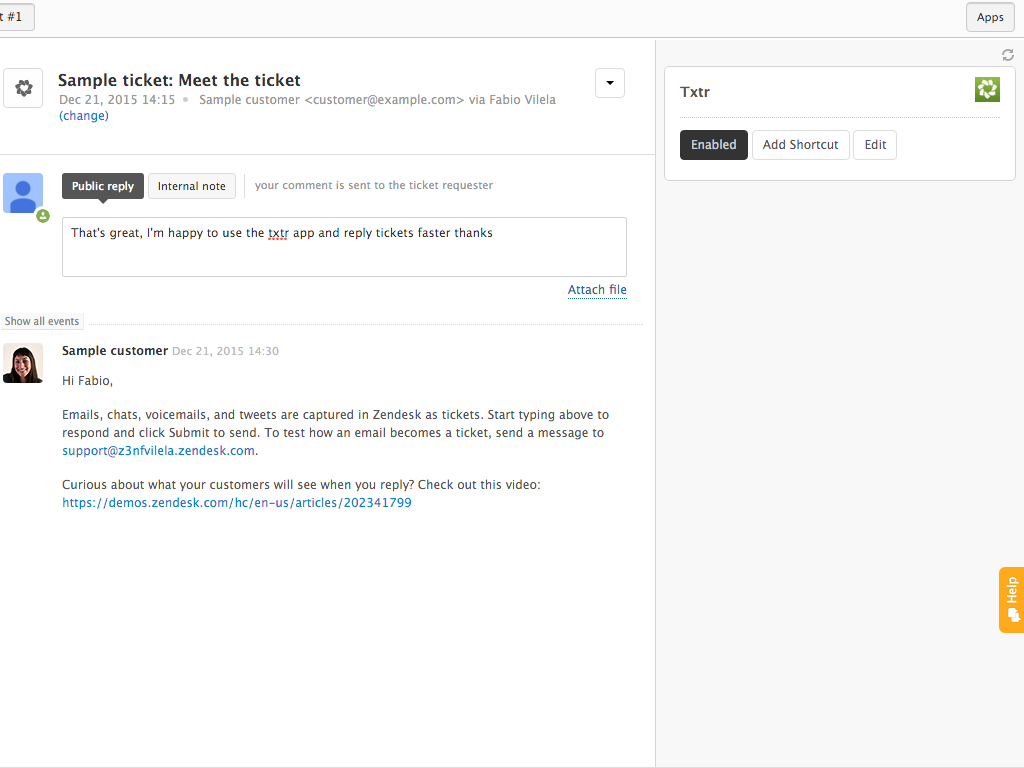 t #1
Apps
Sample ticket: Meet the ticket
Dec 21, 2015 14:15 Sample customer <customer@example.com> via Fabio Vilela
(change)
Txtr
Enabled Add Shortcut Edit
Public reply Internal note your comment is sent to the ticket requester
That's great, I'm happy to use the txtr app and reply tickets faster thanks
Attach file
Show all events
Sample customer Dec 21, 2015 14:30
Hi Fabio,
Emails, chats, voicemails, and tweets are captured in Zendesk as tickets. Start typing above to
respond and click Submit to send. To test how an email becomes a ticket, send a message to
support@z3nfvilela.zendesk.com.
Curious about what your customers will see when you reply? Check out this video:
https://demos.zendesk.com/hc/en-us/articles/202341799
Help